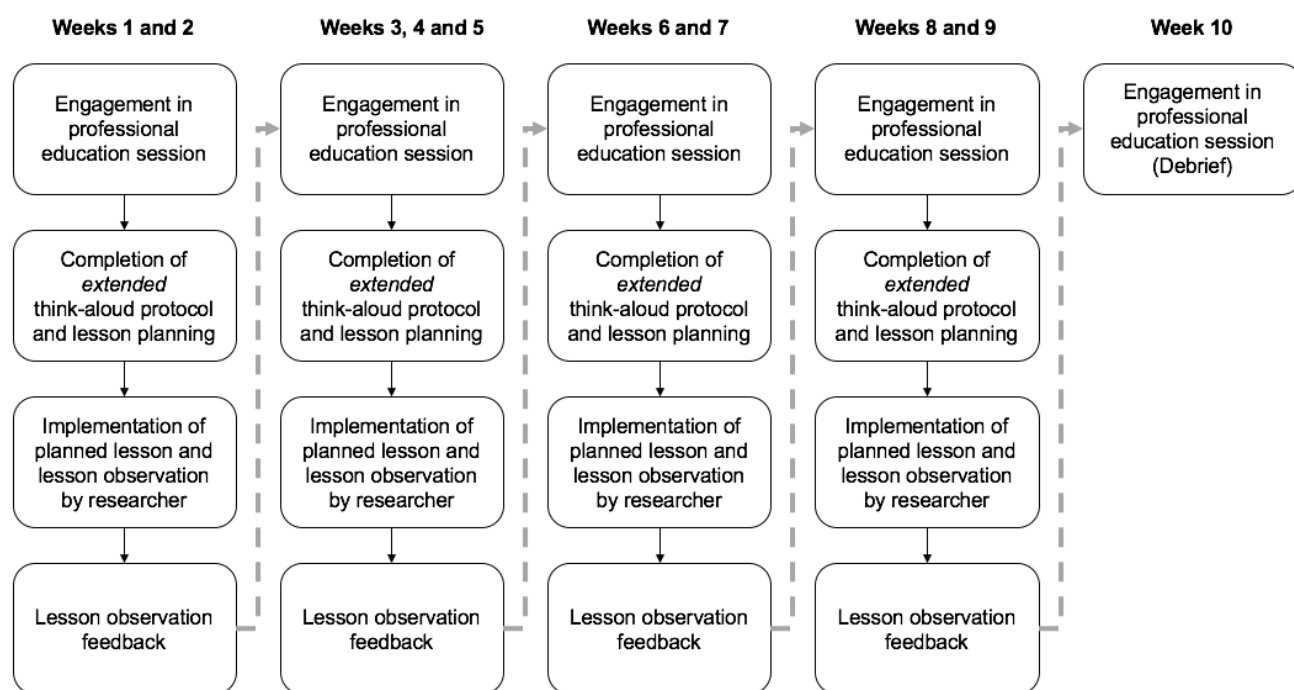 Weeks 1 and 2
Engagement in
professional
education session
Completion of
extended
think-aloud protocol
and lesson planning
Implementation of
planned lesson and
lesson observation
by researcher
Lesson observation
feedback
Weeks 3, 4 and 5
Engagement in
professional
education session
Completion of
extended
think-aloud protocol
and lesson planning
Implementation of
planned lesson and
lesson observation
by researcher
Lesson observation
feedback
Weeks 6 and 7
Engagement in
professional
education session
Completion of
extended
think-aloud protocol
and lesson planning
Implementation of
planned lesson and
lesson observation
by researcher
Lesson observation
feedback
Weeks 8 and 9
Engagement in
professional
education session
Completion of
extended
think-aloud protocol
and lesson planning
Implementation of
planned lesson and
lesson observation
by researcher
Lesson observation
feedback
Week 10
Engagement in
professional
education session
(Debrief)